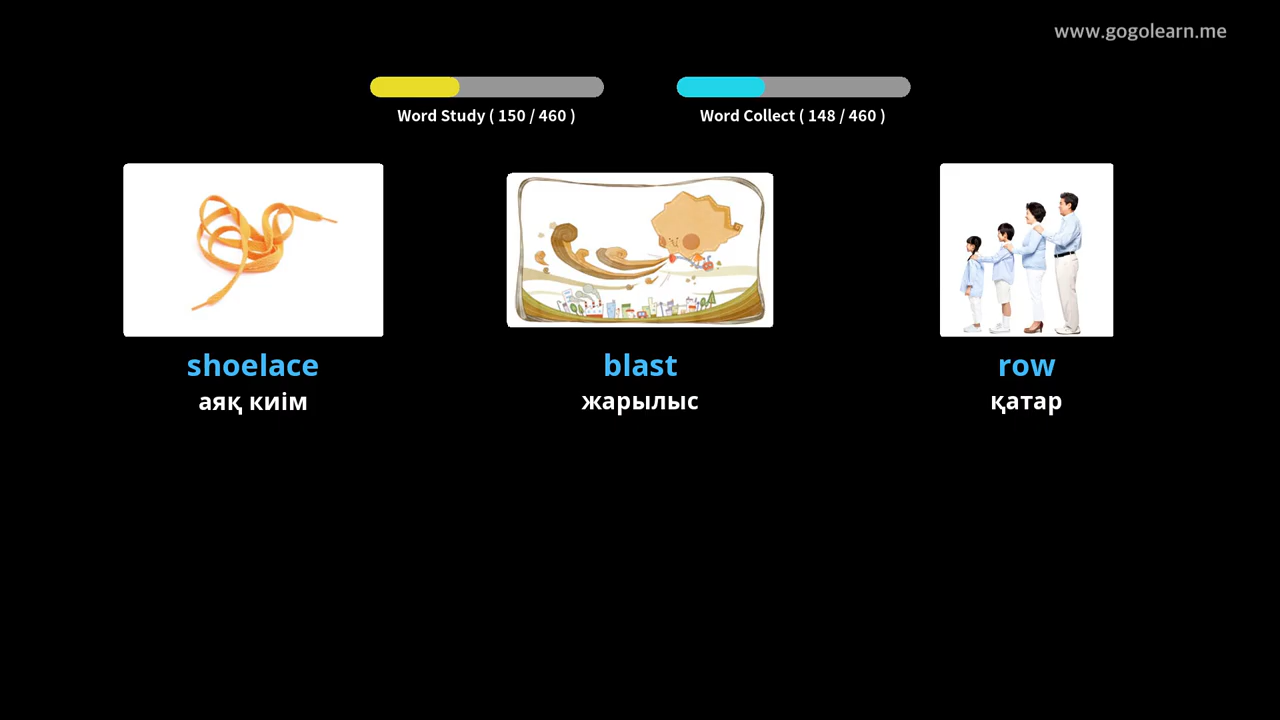 www.gogolearn.me
Word Study ( 150 / 460 )
Word Collect ( 148 / 460 )
shoelace
аяқ киім
blast
жарылыс
row
қатар